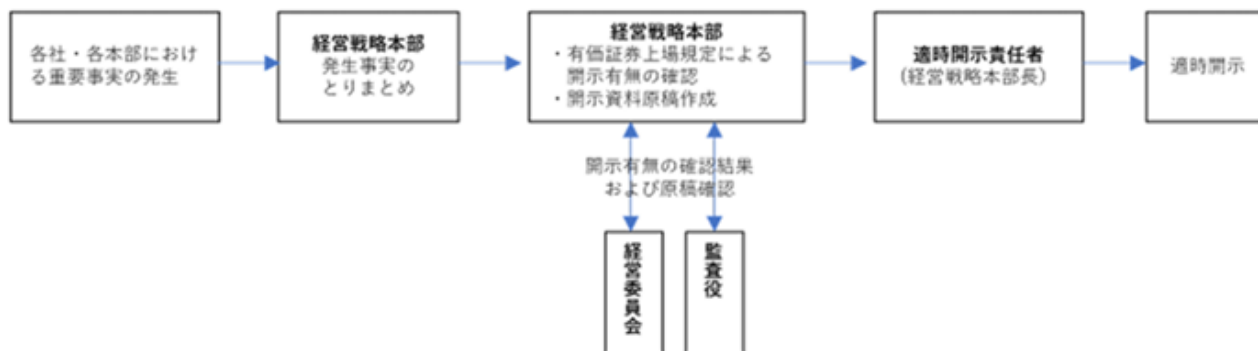 各社・各本部におけ
る重要事実の発生
経営戦略本部
発生事実の
とりまとめ
経営戦略本部
・有価証券上場規定による
開示有無の確認
・開示資料原稿作成
適時開示責任者
(経営戦略本部長)
適時開示
開示有無の確認結果
および原稿確認
経営委員会
監査役